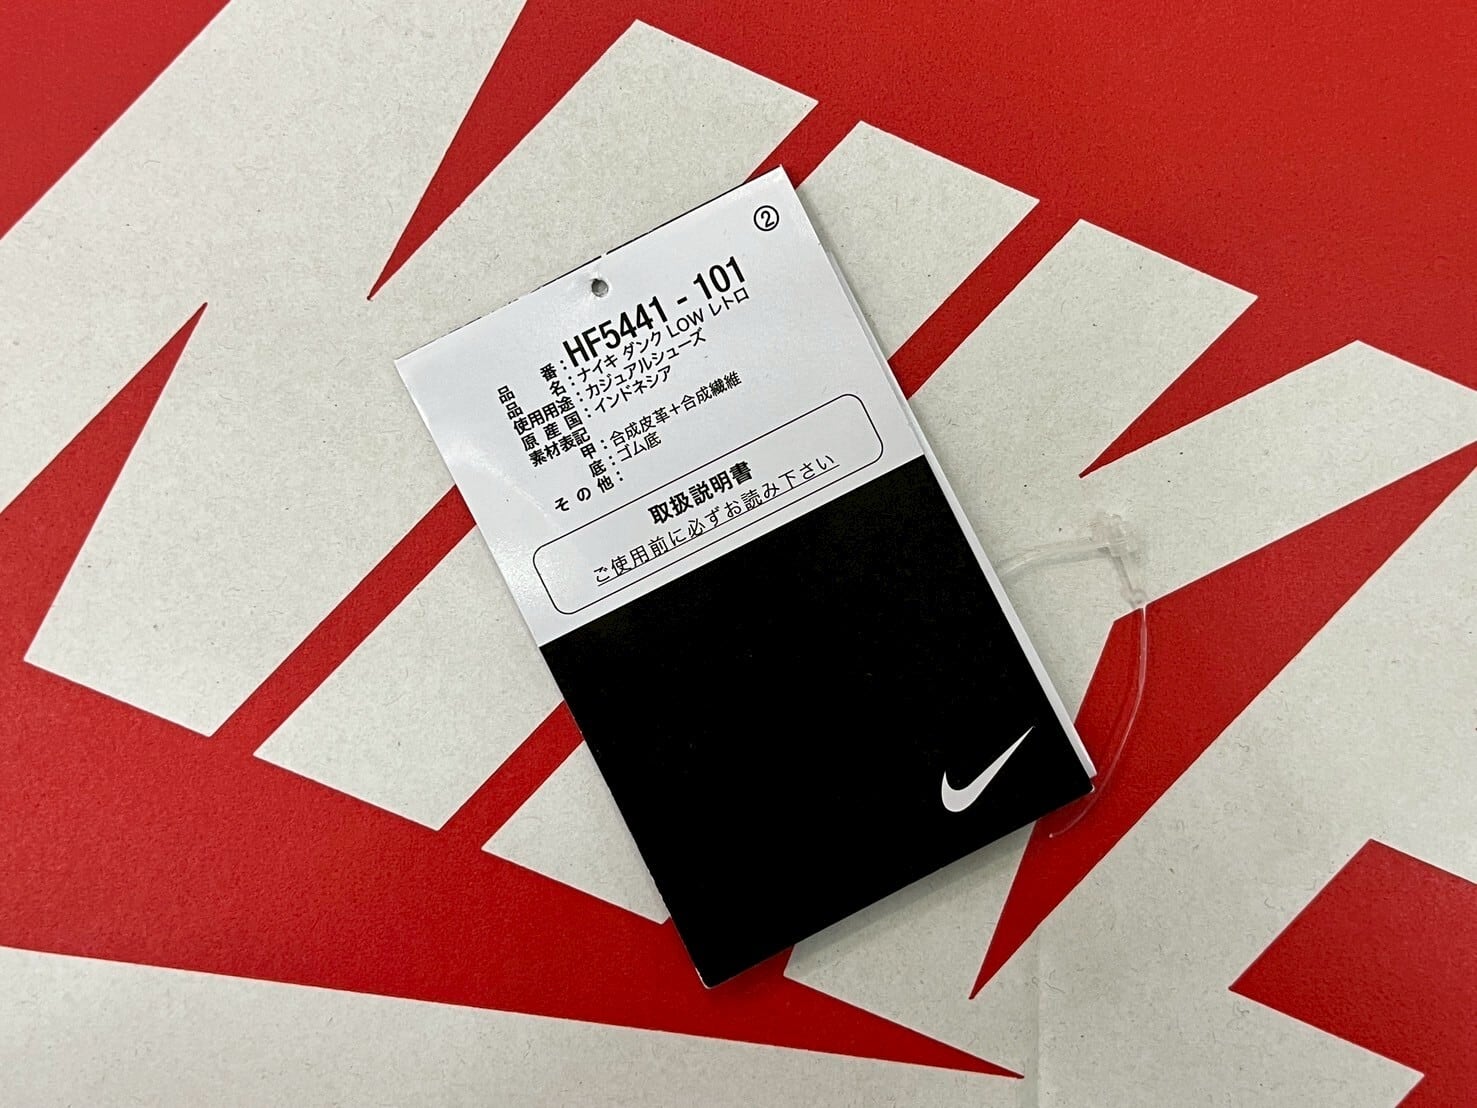 ②
品番：HF5441-101
品名：ナイキ ダンク LOW レトロ
使用用途：カジュアルシューズ
原産国：インドネシア
素材表記
甲：合成皮革＋合成繊維
底：ゴム底
その他：
取扱説明書
ご使用前に必ずお読み下さい